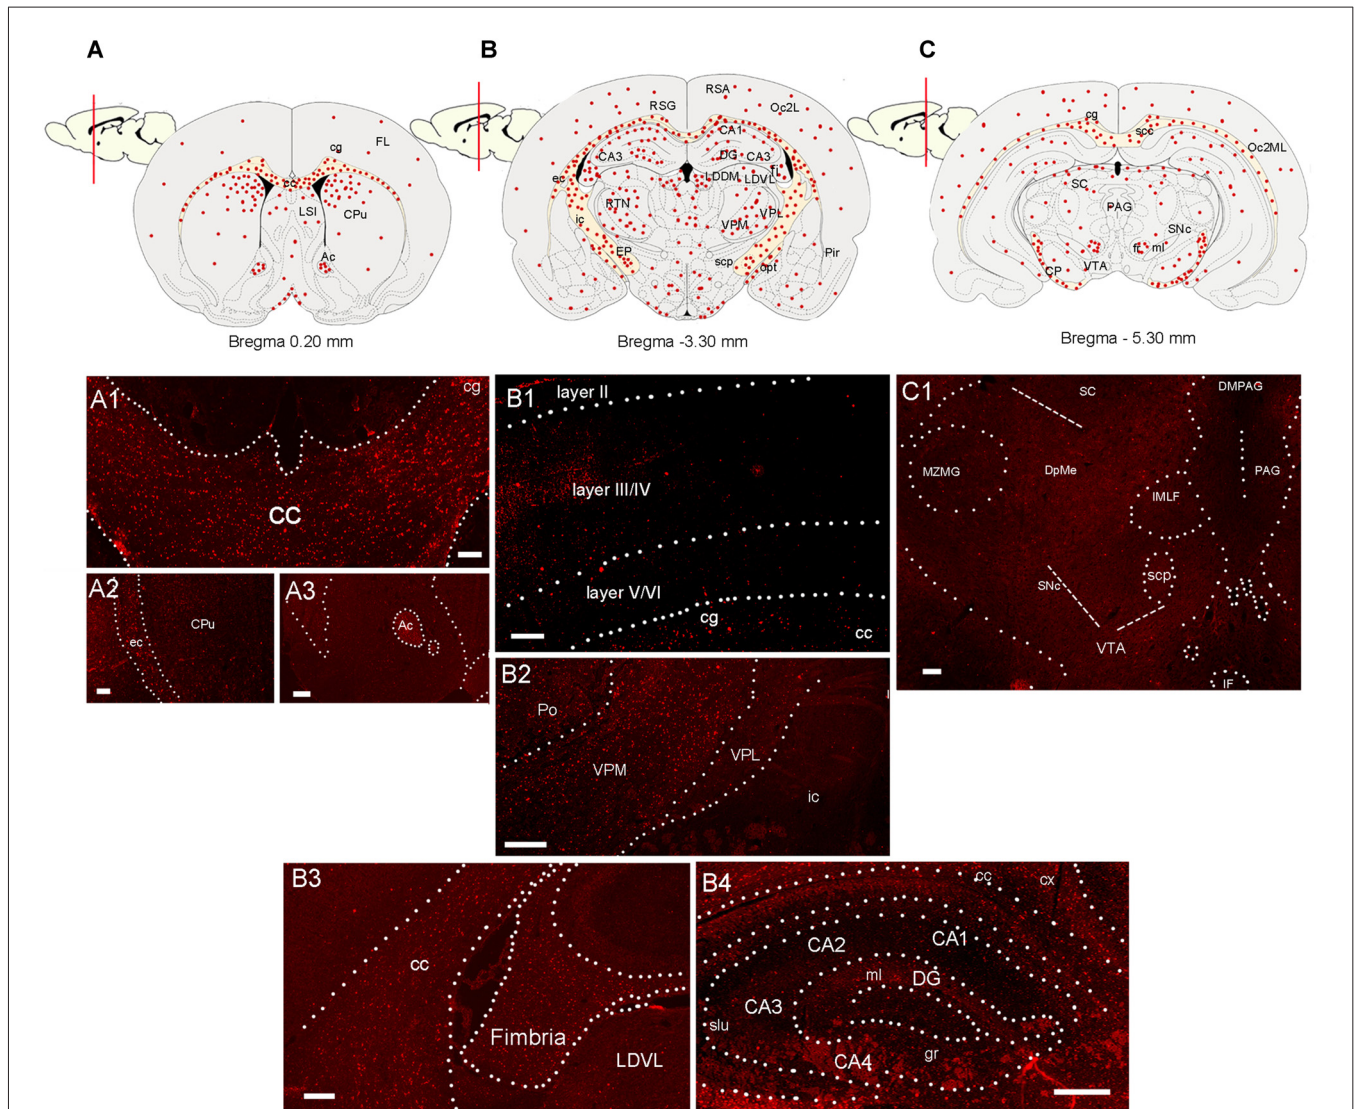 A
B
C
cg
FL
cc
LSI
CPu
Ac
Bregma 0.20 mm
RSA
RSG
Oc2L
CA1
CA3
DG
CA3
ec
LDDM
LDVL
fi
RTN
ic
VPL
VPM
EP
scp
opt
Pir
Bregma -3.30 mm
cg
scc
Oc2ML
SC
PAG
SNc
fr
ml
CP
VTA
Bregma - 5.30 mm
A1
cg
CC
A2
CPu
ec
A3
Ac
B1
layer II
layer III/IV
layer V/VI
cg
cc
B2
Po
VPM
VPL
ic
C1
SC
DMPAG
MZMG
DpMe
PAG
IMLF
SNc
scp
VTA
IF
B3
cc
Fimbria
LDVL
B4
cc
cx
CA2
CA1
ml
DG
CA3
slu
CA4
gr